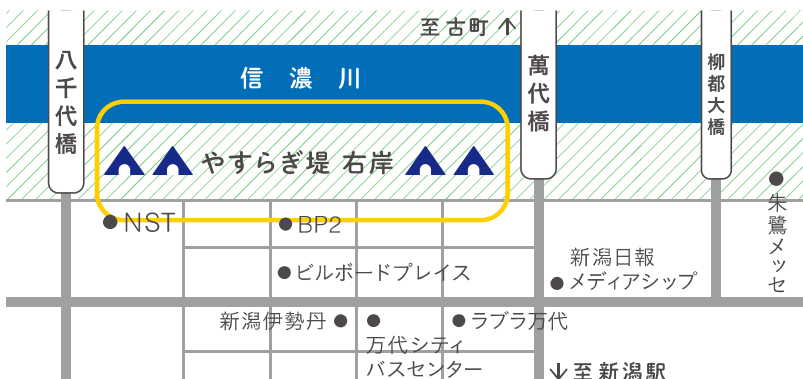 至古町↑
八千代橋
信濃川
萬代橋
柳都大橋
やすらぎ堤 右岸
朱鷺メッセ
NST
BP2
ビルボードプレイス
新潟日報
メディアシップ
新潟伊勢丹
ラブラ万代
万代シティ
バスセンター
↓至新潟駅